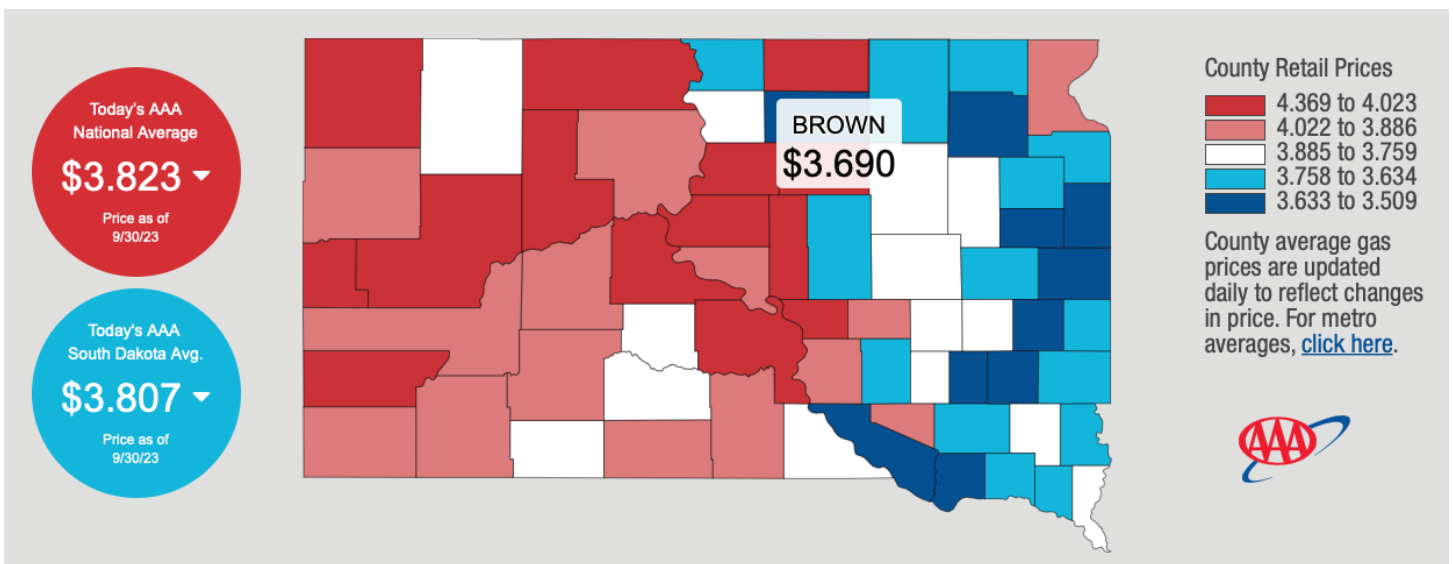 Today's AAA
National Average
$3.823
Price as of
9/30/23
Today's AAA
South Dakota Avg.
$3.807
Price as of
9/30/23
BROWN
$3.690
County Retail Prices
4.369 to 4.023
4.022 to 3.886
3.885 to 3.759
3.758 to 3.634
3.633 to 3.509
County average gas
prices are updated
daily to reflect changes
in price. For metro
averages, click here.
AAA